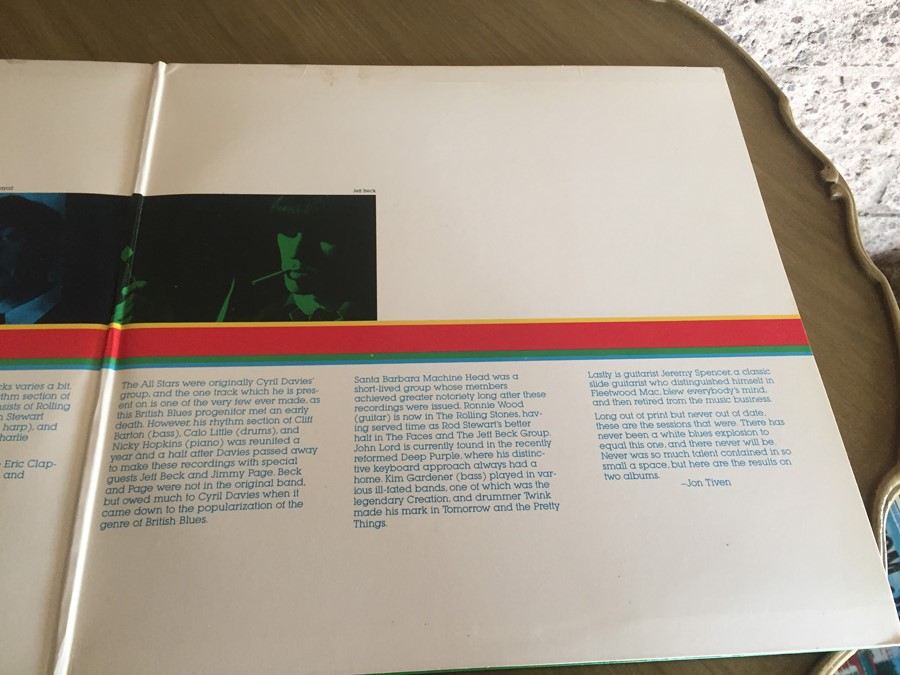 Jeff Beck
cks varies a bit.
thm section of
sists of Rolling
n Stewart
harp), and
harlie
Eric Clap-
and
The All Stars were originally Cyril Davies'
group, and the one track which he is pres-
ent on is one of the very few ever made, as
this British Blues progenitor met an early
death. However, his rhythm section of Cliff
Barton (bass), Calo Little (drums), and
Nicky Hopkins (piano) was reunited a
year and a half after Davies passed away
to make these recordings with special
guests Jeff Beck and Jimmy Page. Beck
and Page were not in the original band,
but owed much to Cyril Davies when it
came down to the popularization of the
genre of British Blues.
Santa Barbara Machine Head was a
short-lived group whose members
achieved greater notoriety long after these
recordings were issued. Ronnie Wood
(guitar) is now in The Rolling Stones, hav-
ing served time as Rod Stewart's better
half in The Faces and The Jeff Beck Group.
John Lord is currently found in the recently
reformed Deep Purple, where his distinc-
tive keyboard approach always had a
home. Kim Gardener (bass) played in var-
ious ill-fated bands, one of which was the
legendary Creation, and drummer Twink
made his mark in Tomorrow and the Pretty
Things.
Lastly is guitarist Jeremy Spencer, a classic
slide guitarist who distinguished himself in
Fleetwood Mac, blew everybody's mind,
and then retired from the music business.
Long out of print but never out of date,
these are the sessions that were. There has
never been a white blues explosion to
equal this one, and there never will be.
Never was so much talent contained in so
small a space, but here are the results on
two albums.
–Jon Tiven